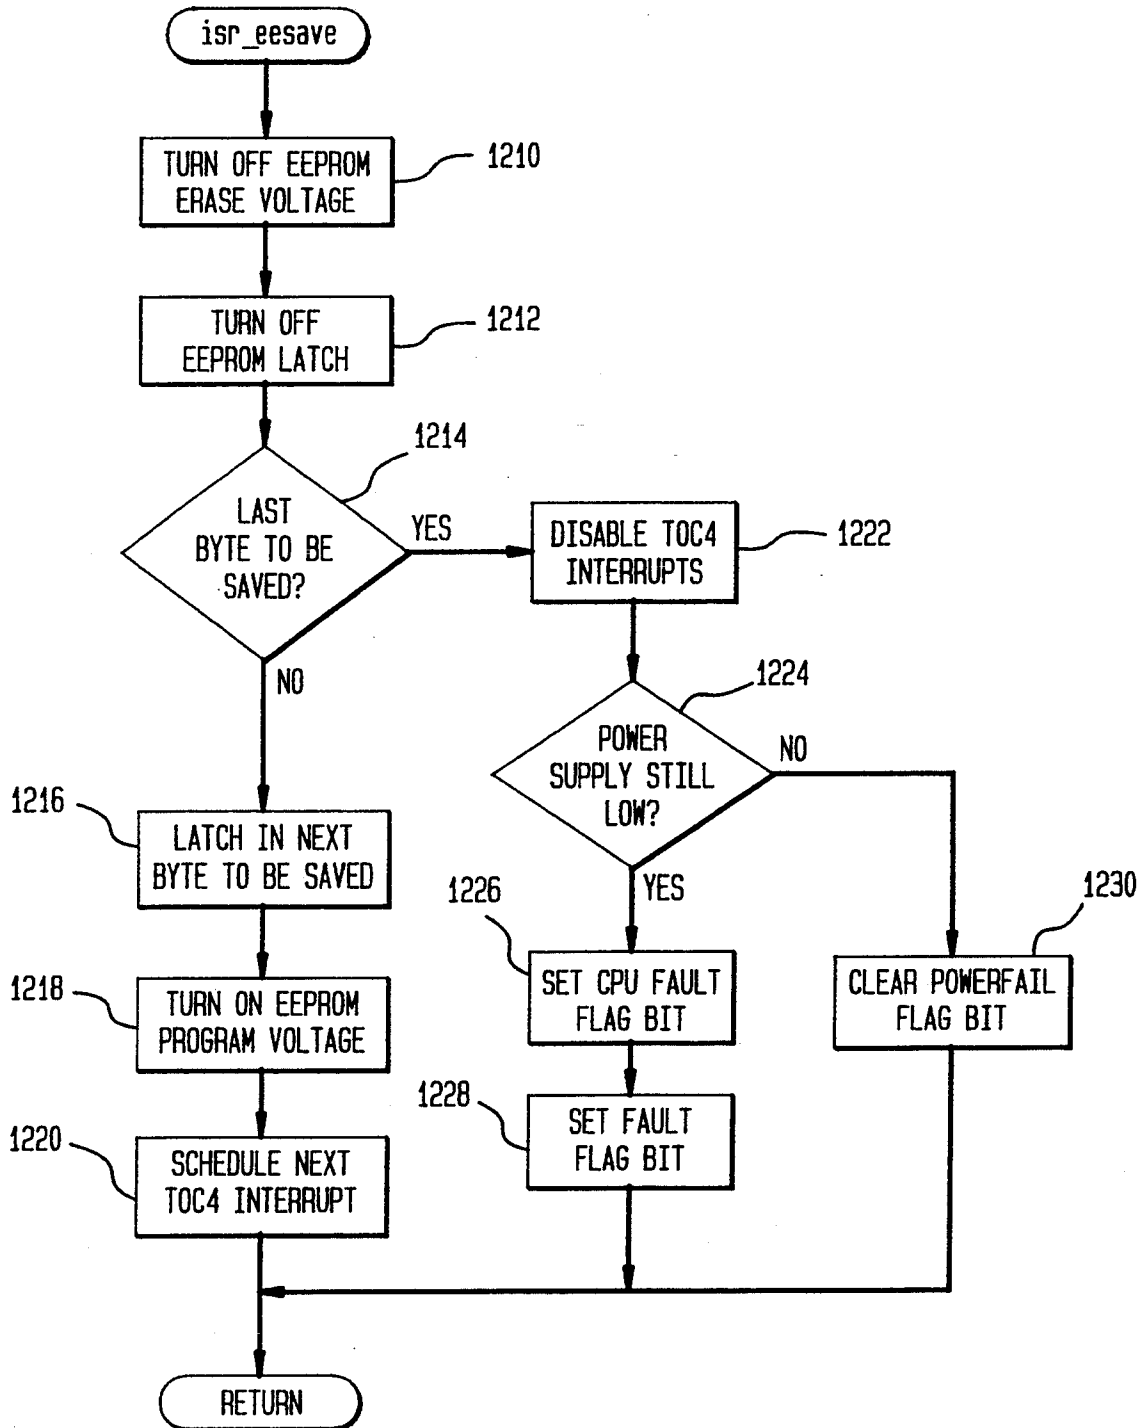 isr_eesave
TURN OFF EEPROM
ERASE VOLTAGE
1210
TURN OFF
EEPROM LATCH
1212
LAST
BYTE TO BE
SAVED?
1214
YES
NO
DISABLE TOC4
INTERRUPTS
1222
POWER
SUPPLY STILL
LOW?
1224
NO
YES
1216
LATCH IN NEXT
BYTE TO BE SAVED
1226
SET CPU FAULT
FLAG BIT
1230
CLEAR POWERFAIL
FLAG BIT
1218
TURN ON EEPROM
PROGRAM VOLTAGE
1228
SET FAULT
FLAG BIT
1220
SCHEDULE NEXT
TOC4 INTERRUPT
RETURN